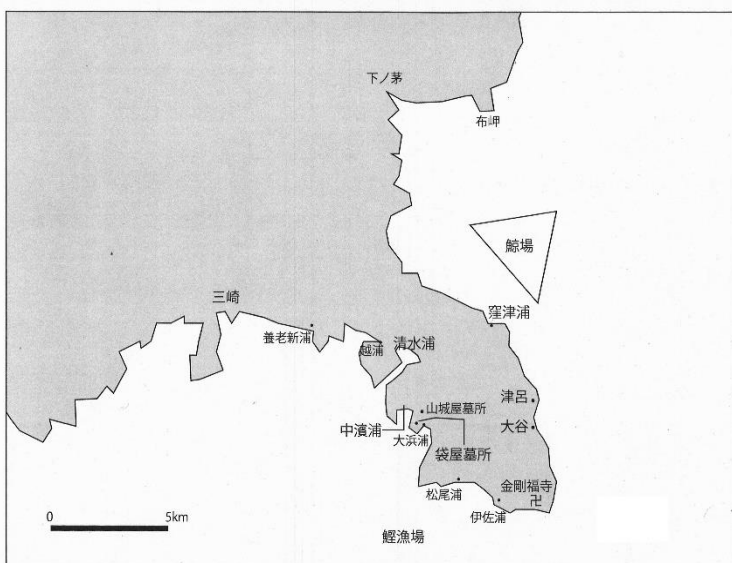 下ノ茅
布岬
鯨場
三崎
窪津浦
養老新浦
越浦
清水浦
津呂
山城屋墓所
中濵浦
大浜浦
大谷
袋屋墓所
金剛福寺
卍
松尾浦
伊佐浦
0 5km
鰹漁場